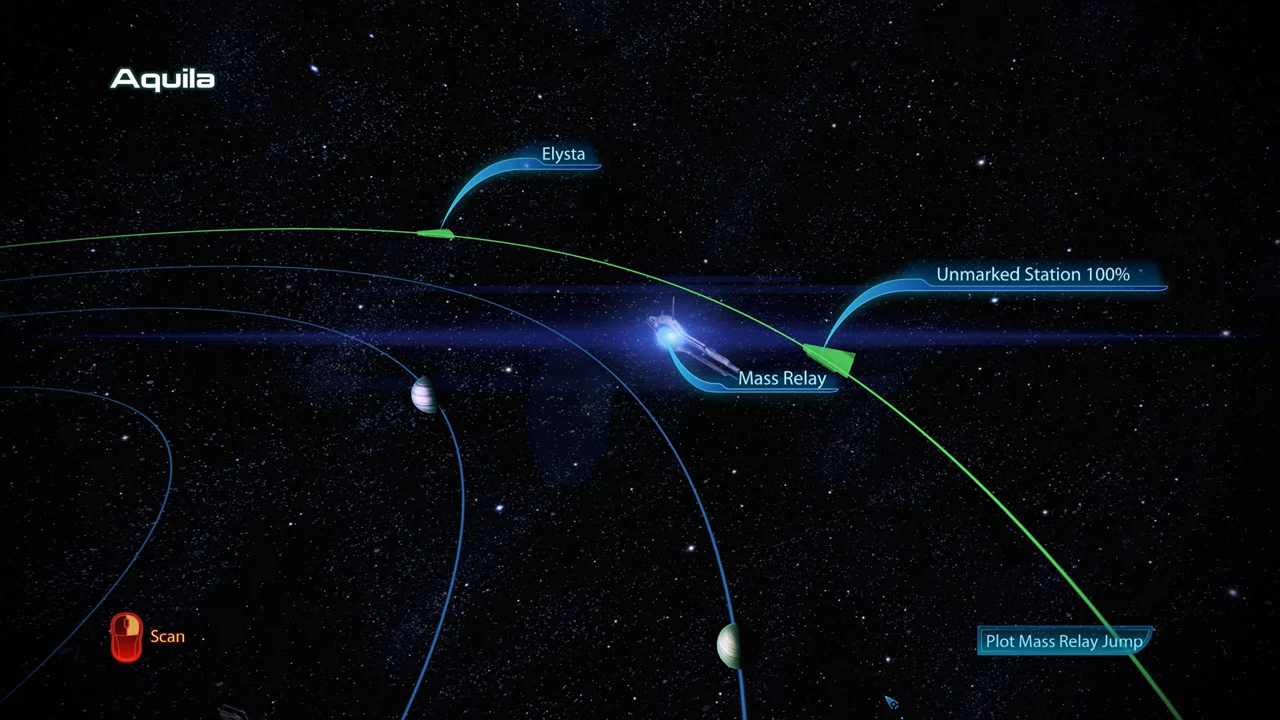 Aquila
Elysta
Unmarked Station 100%
Mass Relay
Scan
Plot Mass Relay Jump